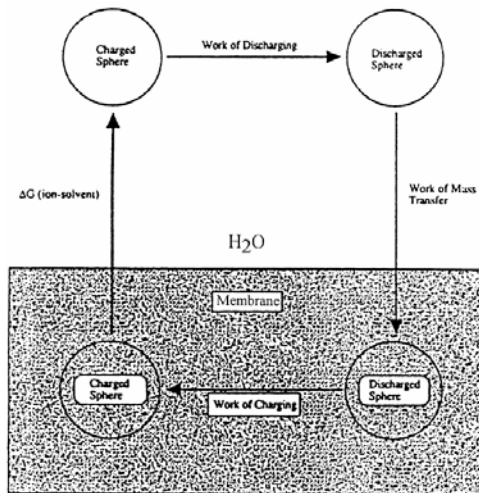 Charged
Sphere
Work of Discharging
Discharged
Sphere
ΔG (ion-solvent)
Work of Mass
Transfer
H₂O
Membrane
Charged
Sphere
Work of Charging
Discharged
Sphere